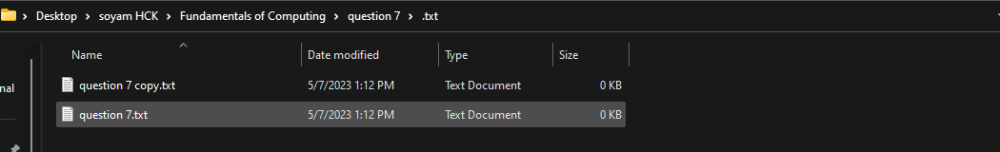 Desktop > soyam HCK > Fundamentals of Computing > question 7 > .txt
Name Date modified Type Size
question 7 copy.txt 5/7/2023 1:12 PM Text Document 0 KB
nal
question 7.txt 5/7/2023 1:12 PM Text Document 0 KB